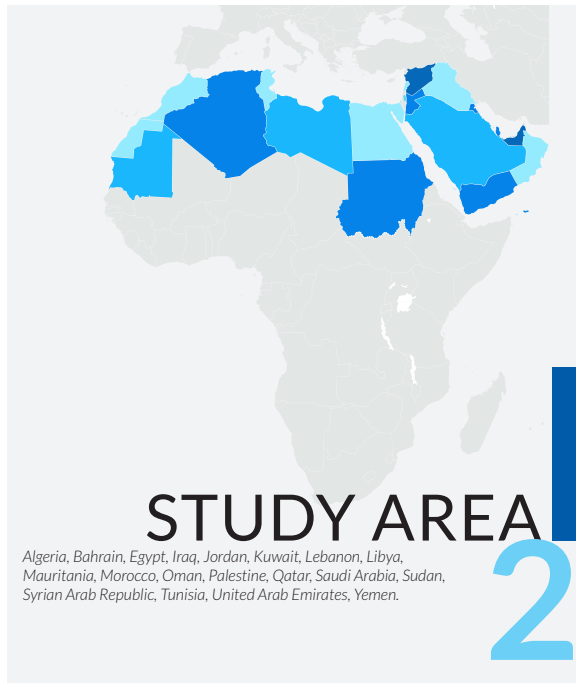 STUDY AREA
Algeria, Bahrain, Egypt, Iraq, Jordan, Kuwait, Lebanon, Libya,
Mauritania, Morocco, Oman, Palestine, Qatar, Saudi Arabia, Sudan,
Syrian Arab Republic, Tunisia, United Arab Emirates, Yemen.
2